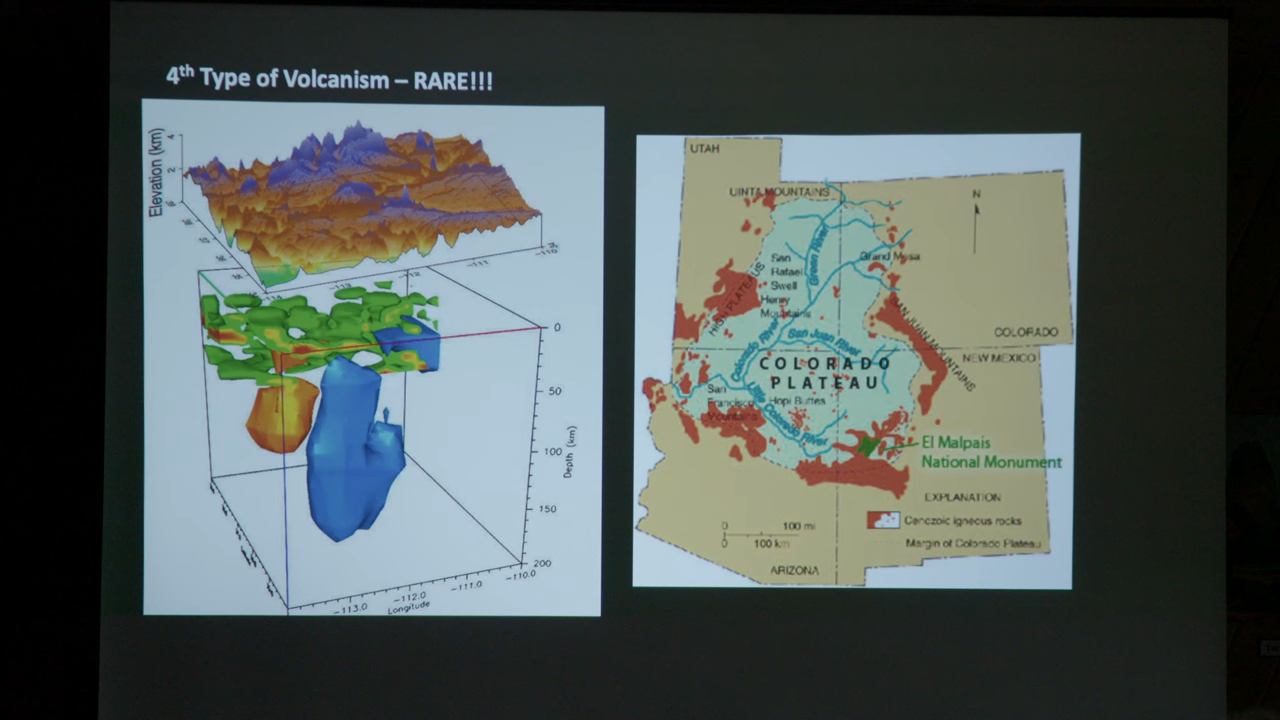 4th Type of Volcanism – RARE!!!
Elevation (km)
4
2
0
-110
-111
-112
-113
-114
0
50
100
150
200
Depth (km)
-110.0
-111.0
-112.0
-113.0
Longitude
UTAH
UINTA MOUNTAINS
N
Green River
Grand Mesa
San
Rafael
Swell
Henry
Mountains
HIGH PLATEAUS
SAN JUAN MOUNTAINS
COLORADO
San Juan River
Colorado River
NEW MEXICO
COLORADO
PLATEAU
San
Francisco
Mountains
Hopi Buttes
Little Colorado River
El Malpais
National Monument
EXPLANATION
Cenozoic igneous rocks
Margin of Colorado Plateau
0 100 mi
0 100 km
ARIZONA